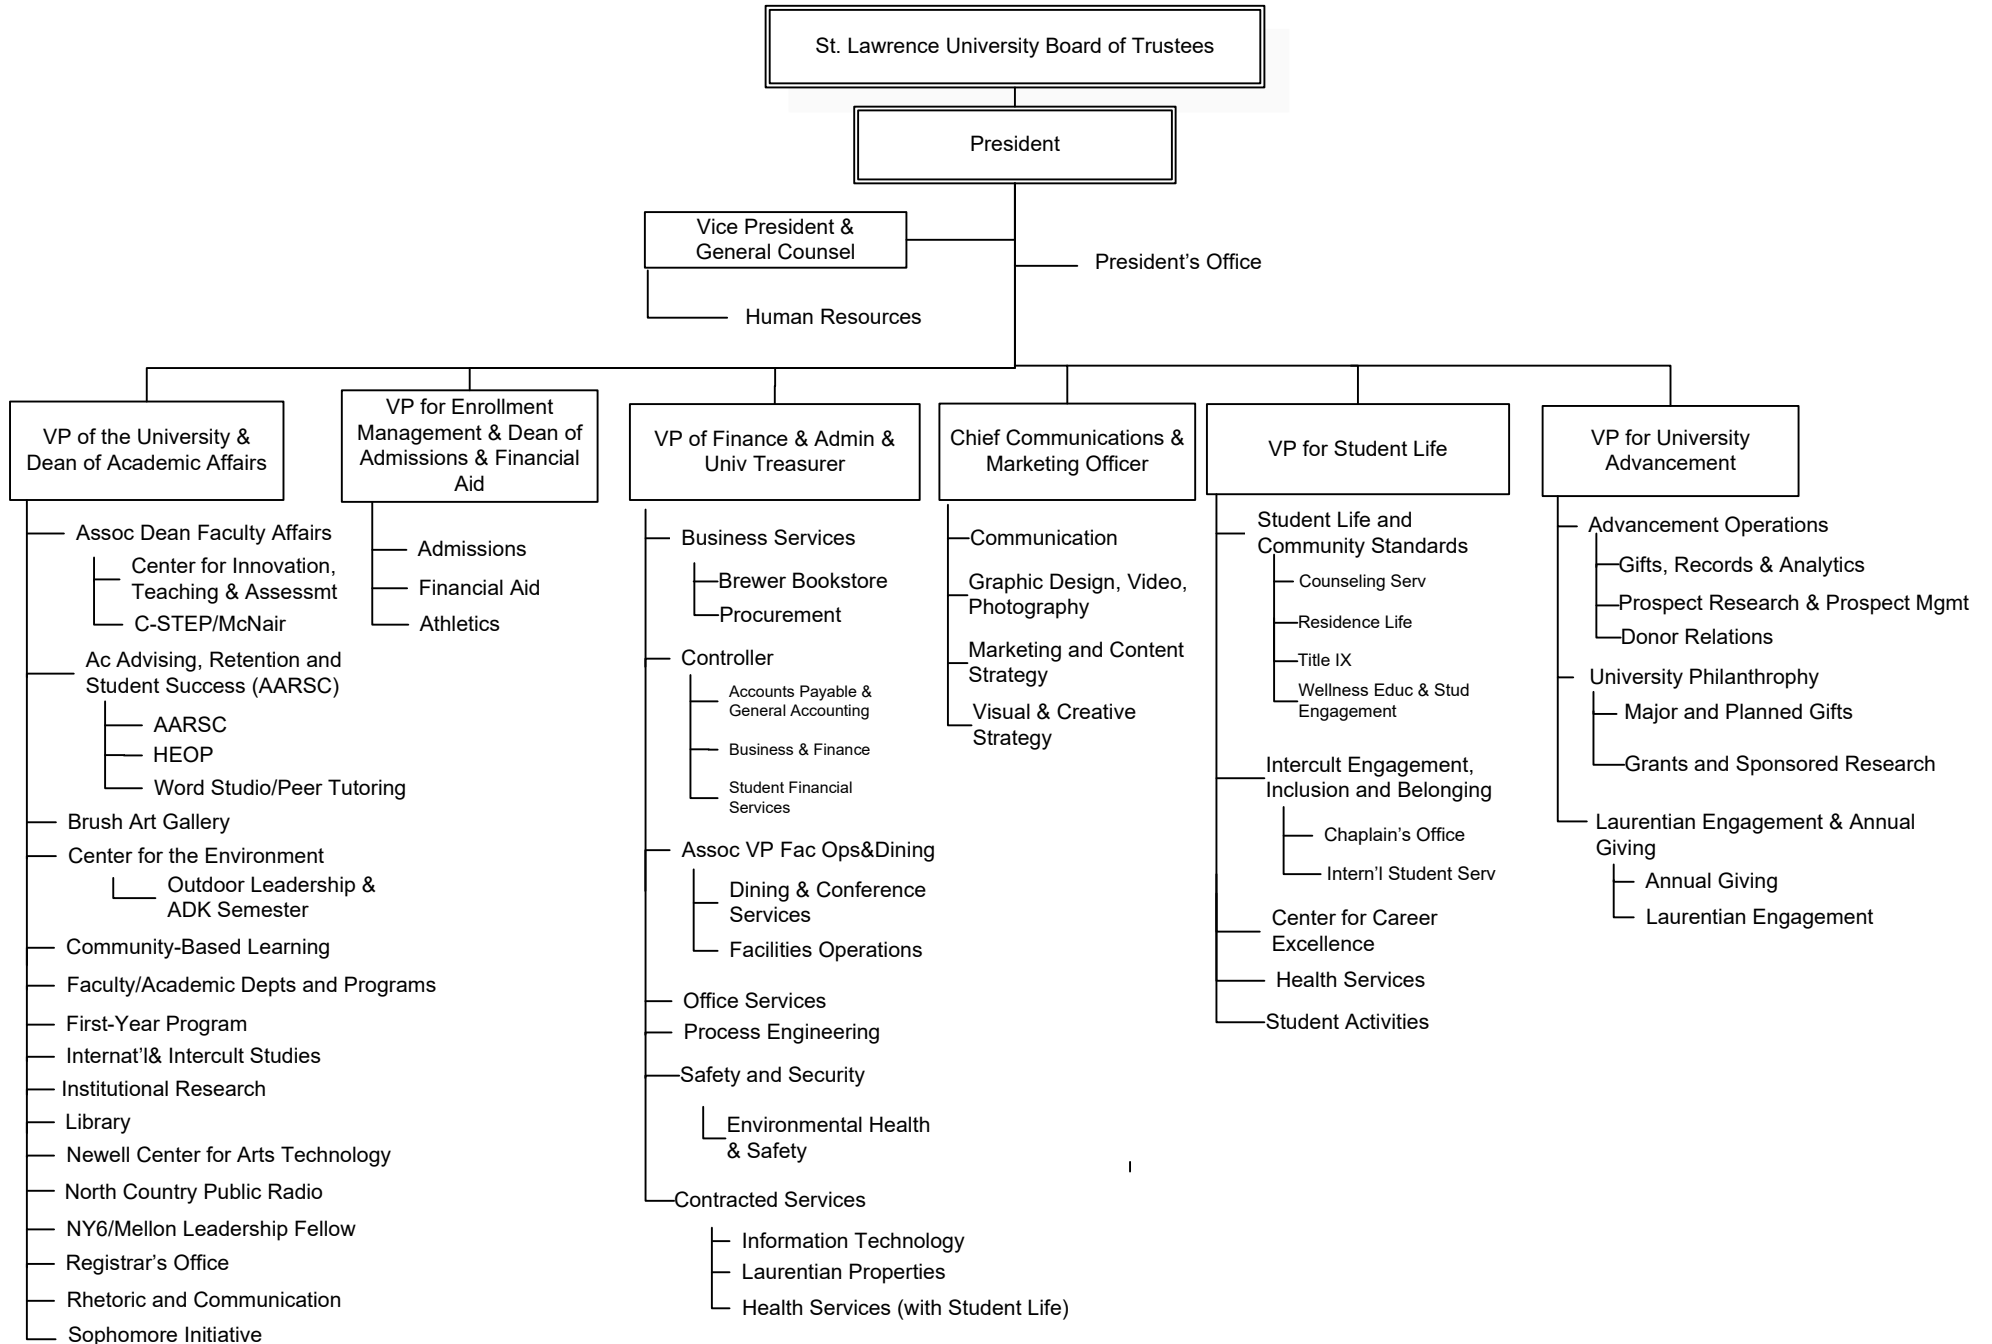 St. Lawrence University Board of Trustees
President
Vice President &
General Counsel
President’s Office
Human Resources
VP of the University &
Dean of Academic Affairs
Assoc Dean Faculty Affairs
Center for Innovation,
Teaching & Assessmt
C-STEP/McNair
Ac Advising, Retention and
Student Success (AARSC)
AARSC
HEOP
Word Studio/Peer Tutoring
Brush Art Gallery
Center for the Environment
Outdoor Leadership &
ADK Semester
Community-Based Learning
Faculty/Academic Depts and Programs
First-Year Program
Internat’l& Intercult Studies
Institutional Research
Library
Newell Center for Arts Technology
North Country Public Radio
NY6/Mellon Leadership Fellow
Registrar’s Office
Rhetoric and Communication
Sophomore Initiative
VP for Enrollment
Management & Dean of
Admissions & Financial
Aid
Admissions
Financial Aid
Athletics
VP of Finance & Admin &
Univ Treasurer
Business Services
Brewer Bookstore
Procurement
Controller
Accounts Payable &
General Accounting
Business & Finance
Student Financial
Services
Assoc VP Fac Ops&Dining
Dining & Conference
Services
Facilities Operations
Office Services
Process Engineering
Safety and Security
Environmental Health
& Safety
Contracted Services
Information Technology
Laurentian Properties
Health Services (with Student Life)
Chief Communications &
Marketing Officer
Communication
Graphic Design, Video,
Photography
Marketing and Content
Strategy
Visual & Creative
Strategy
VP for Student Life
Student Life and
Community Standards
Counseling Serv
Residence Life
Title IX
Wellness Educ & Stud
Engagement
Intercult Engagement,
Inclusion and Belonging
Chaplain’s Office
Intern’l Student Serv
Center for Career
Excellence
Health Services
Student Activities
VP for University
Advancement
Advancement Operations
Gifts, Records & Analytics
Prospect Research & Prospect Mgmt
Donor Relations
University Philanthrophy
Major and Planned Gifts
Grants and Sponsored Research
Laurentian Engagement & Annual
Giving
Annual Giving
Laurentian Engagement